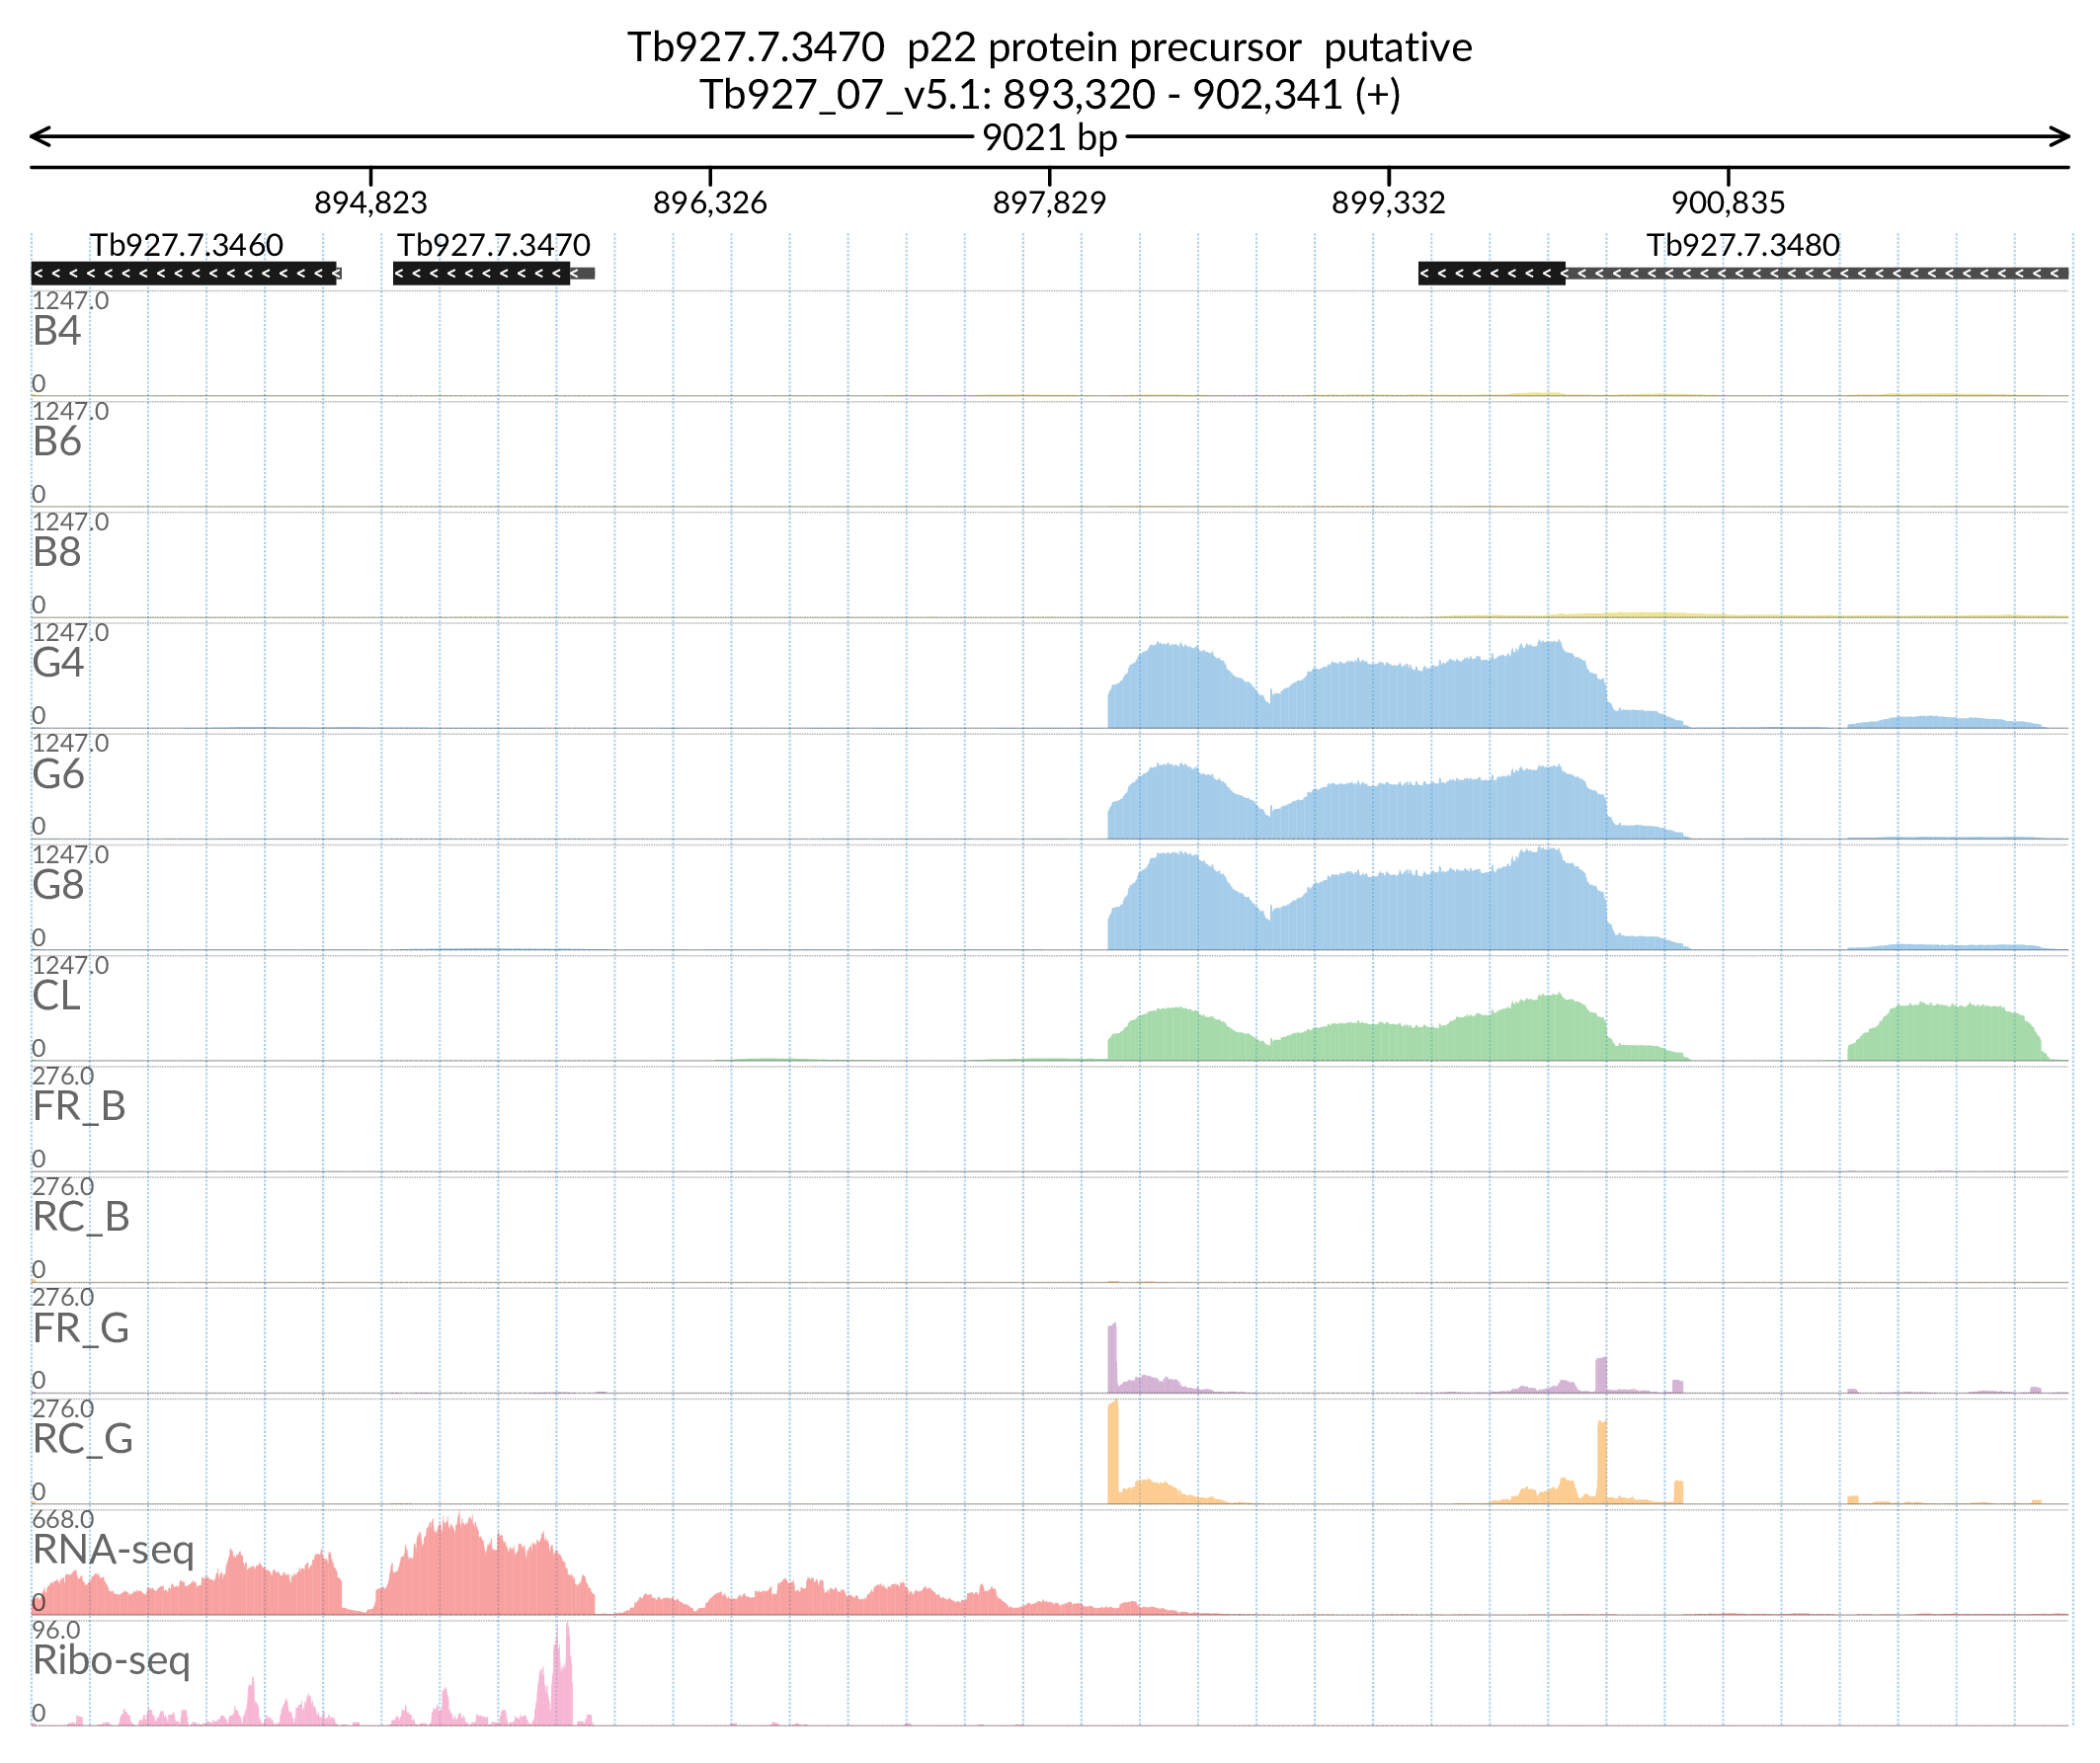 Tb927.7.3470  p22 protein precursor  putative
Tb927_07_v5.1: 893,320 - 902,341 (+)
9021 bp
894,823 896,326 897,829 899,332 900,835
Tb927.7.3460 Tb927.7.3470 Tb927.7.3480
1247.0
B4
0
1247.0
B6
0
1247.0
B8
0
1247.0
G4
0
1247.0
G6
0
1247.0
G8
0
1247.0
CL
0
276.0
FR_B
0
276.0
RC_B
0
276.0
FR_G
0
276.0
RC_G
0
668.0
RNA-seq
0
96.0
Ribo-seq
0